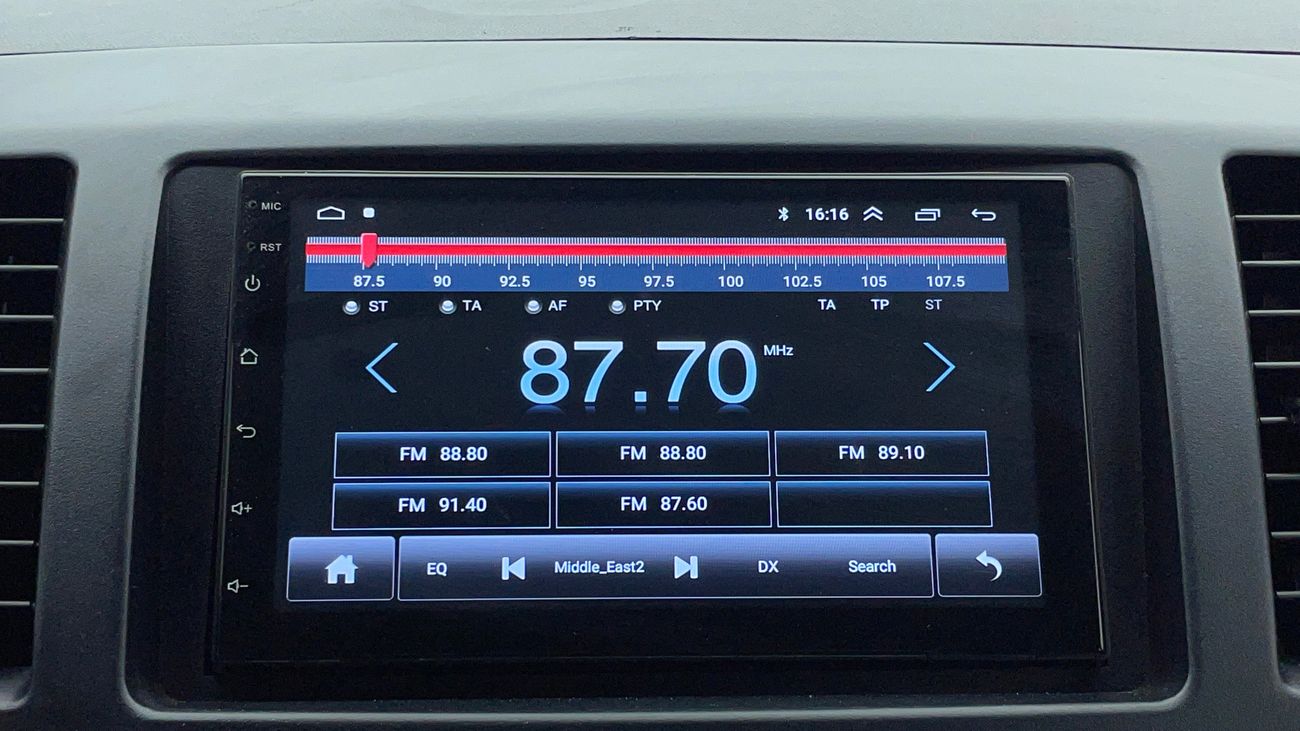 MIC
16:16
RST
87.5 90 92.5 95 97.5 100 102.5 105 107.5
ST TA AF PTY TA TP ST
87.70 MHz
FM 88.80 FM 88.80 FM 89.10
FM 91.40 FM 87.60
EQ Middle_East2 DX Search